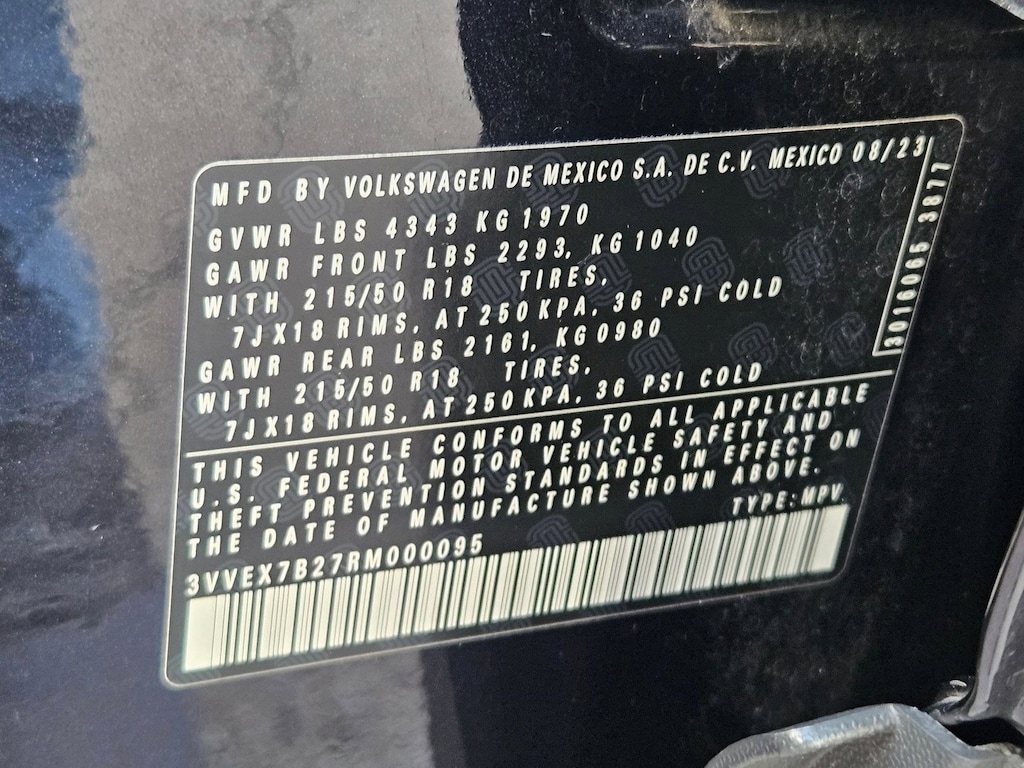 MFD BY VOLKSWAGEN DE MEXICO S.A. DE C.V. MEXICO 08/23
GVWR LBS 4343 KG 1970
GAWR FRONT LBS 2293, KG 1040
WITH 215/50 R18 TIRES,
7JX18 RIMS, AT 250 KPA, 36 PSI COLD
GAWR REAR LBS 2161, KG 0980
WITH 215/50 R18 TIRES,
7JX18 RIMS, AT 250 KPA, 36 PSI COLD
3016066 3877
THIS VEHICLE CONFORMS TO ALL APPLICABLE
U.S. FEDERAL MOTOR VEHICLE SAFETY AND
THEFT PREVENTION STANDARDS IN EFFECT ON
THE DATE OF MANUFACTURE SHOWN ABOVE.
TYPE: MPV
3VVEX7B27RM000095